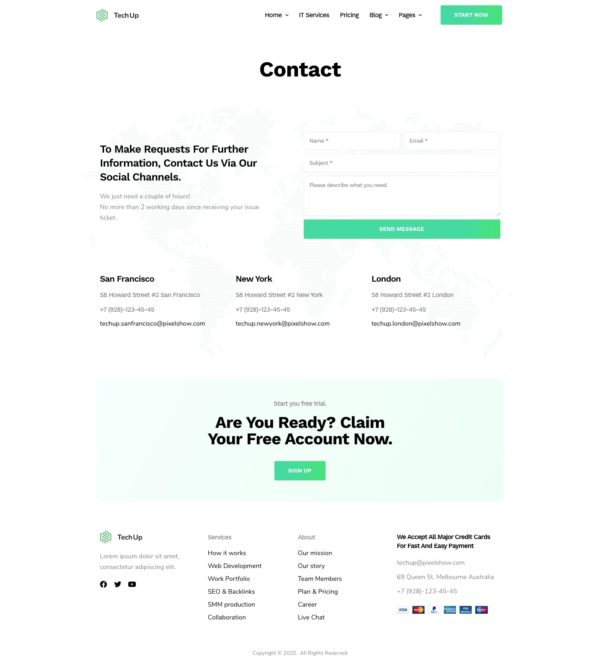 TechUp
Home IT Services Pricing Blog Pages START NOW
Contact
To Make Requests For Further
Information, Contact Us Via Our
Social Channels.
We just need a couple of hours!
No more than 2 working days since receiving your issue
ticket.
Name * Email *
Subject *
Please describe what you need.
SEND MESSAGE
San Francisco
58 Howard Street #2 San Francisco
+7 (928)-123-45-45
techup.sanfrancisco@pixelshow.com
New York
58 Howard Street #2 New York
+7 (928)-123-45-45
techup.newyork@pixelshow.com
London
58 Howard Street #2 London
+7 (928)-123-45-45
techup.london@pixelshow.com
Start you free trial.
Are You Ready? Claim
Your Free Account Now.
SIGN UP
TechUp
Lorem ipsum dolor sit amet,
consectetur adipiscing elit.
Services
How it works
Web Development
Work Portfolio
SEO & Backlinks
SMM production
Collaboration
About
Our mission
Our story
Team Members
Plan & Pricing
Career
Live Chat
We Accept All Major Credit Cards
For Fast And Easy Payment
techup@pixelshow.com
69 Queen St, Melbourne Australia
+7 (928)-123-45-45
VISA
Copyright © 2020. All Rights Reserved